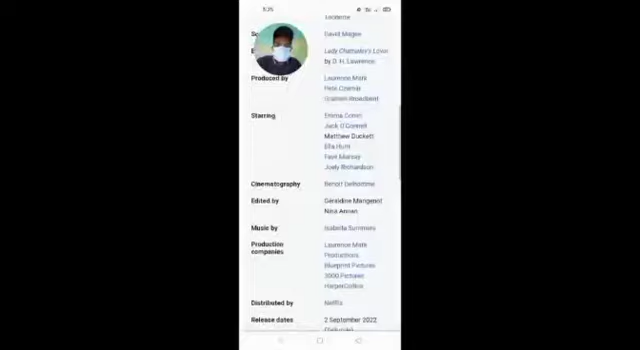 David Magee
Lady Chatterley's Lover
by D. H. Lawrence
Produced by
Laurence Mark
Pete Czernin
Graham Broadbent
Starring
Emma Corrin
Jack O'Connell
Matthew Duckett
Ella Hunt
Faye Marsay
Joely Richardson
Cinematography
Benoît Delhomme
Edited by
Géraldine Mangenot
Nina Annan
Music by
Isabella Summers
Production
companies
Laurence Mark
Productions
Blueprint Pictures
3000 Pictures
HarperCollins
Distributed by
Netflix
Release dates
2 September 2022